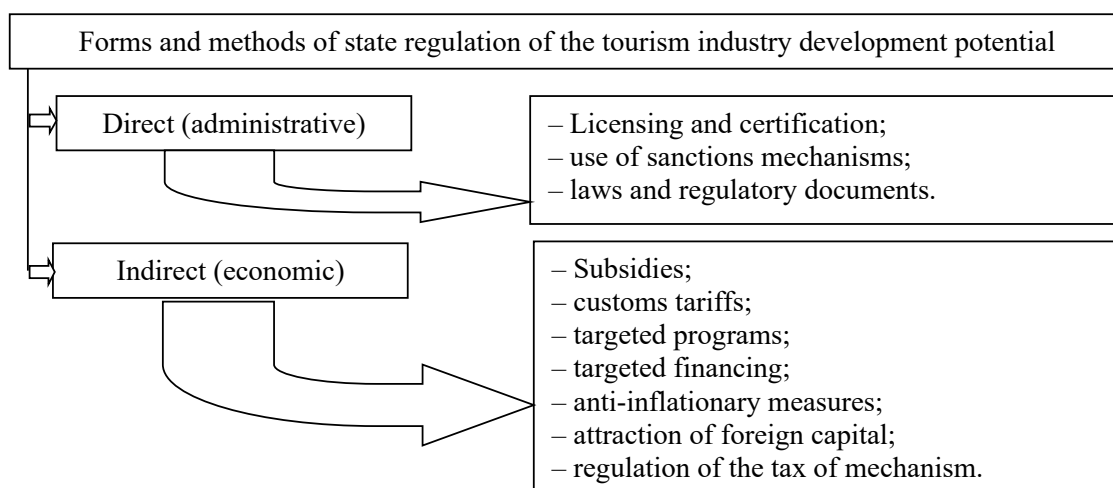 Forms and methods of state regulation of the tourism industry development potential
Direct (administrative)
– Licensing and certification;
– use of sanctions mechanisms;
– laws and regulatory documents.
Indirect (economic)
– Subsidies;
– customs tariffs;
– targeted programs;
– targeted financing;
– anti-inflationary measures;
– attraction of foreign capital;
– regulation of the tax of mechanism.